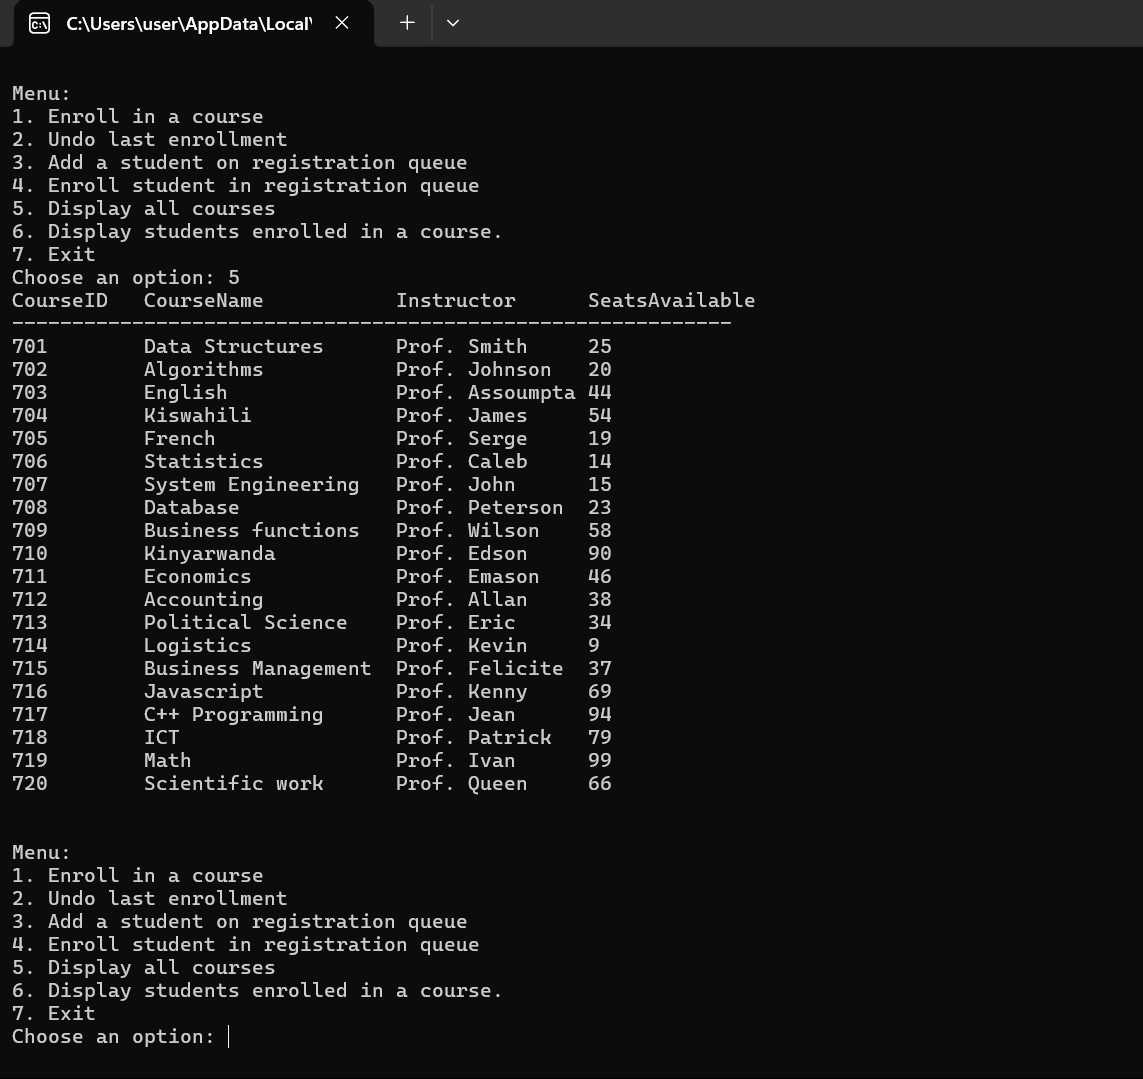 C:\Users\user\AppData\Local\
Menu:
1. Enroll in a course
2. Undo last enrollment
3. Add a student on registration queue
4. Enroll student in registration queue
5. Display all courses
6. Display students enrolled in a course.
7. Exit
Choose an option: 5
CourseID   CourseName           Instructor      SeatsAvailable
------------------------------------------------------------
701        Data Structures      Prof. Smith     25
702        Algorithms           Prof. Johnson   20
703        English              Prof. Assoumpta 44
704        Kiswahili            Prof. James     54
705        French               Prof. Serge     19
706        Statistics           Prof. Caleb     14
707        System Engineering   Prof. John      15
708        Database             Prof. Peterson  23
709        Business functions   Prof. Wilson    58
710        Kinyarwanda          Prof. Edson     90
711        Economics            Prof. Emason    46
712        Accounting           Prof. Allan     38
713        Political Science    Prof. Eric      34
714        Logistics            Prof. Kevin     9
715        Business Management  Prof. Felicite  37
716        Javascript           Prof. Kenny     69
717        C++ Programming      Prof. Jean      94
718        ICT                  Prof. Patrick   79
719        Math                 Prof. Ivan      99
720        Scientific work      Prof. Queen     66
Menu:
1. Enroll in a course
2. Undo last enrollment
3. Add a student on registration queue
4. Enroll student in registration queue
5. Display all courses
6. Display students enrolled in a course.
7. Exit
Choose an option: